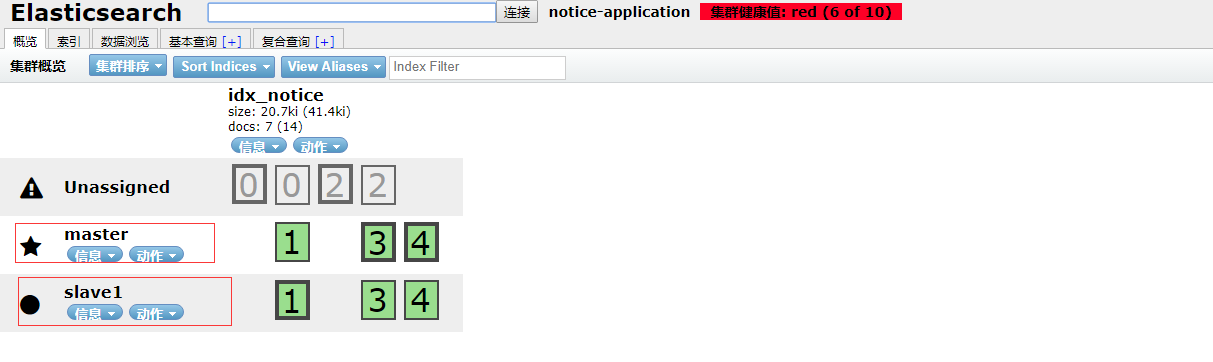 Elasticsearch 连接 notice-application 集群健康值: red (6 of 10)
概览 索引 数据浏览 基本查询 [+] 复合查询 [+]
集群概览 集群排序 Sort Indices View Aliases Index Filter
idx_notice
size: 20.7ki (41.4ki)
docs: 7 (14)
信息 动作
Unassigned 0 0 2 2
master 1 3 4
信息 动作
slave1 1 3 4
信息 动作